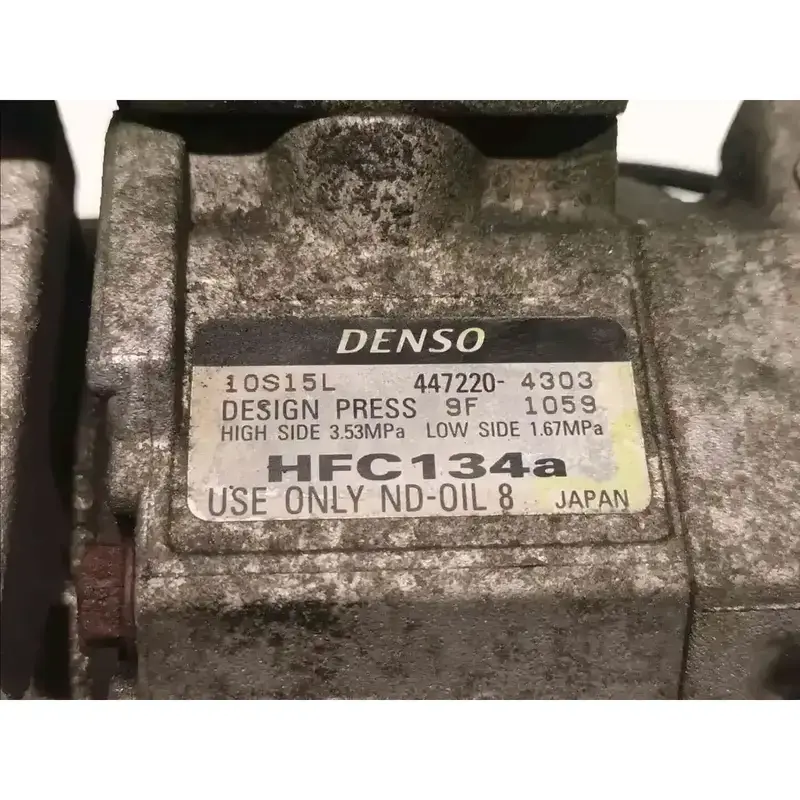 DENSO
10S15L 447220-4303
DESIGN PRESS 9F 1059
HIGH SIDE 3.53MPa LOW SIDE 1.67MPa
HFC134a
USE ONLY ND-OIL 8 JAPAN